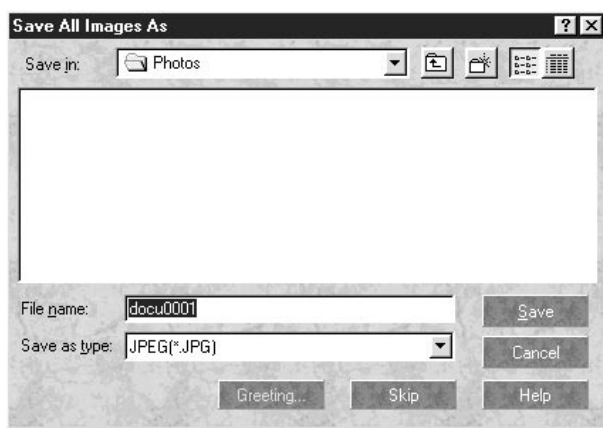 Save All Images As
Save in: Photos
File name: docu0001 Save
Save as type: JPEG(*.JPG) Cancel
Greeting... Skip Help